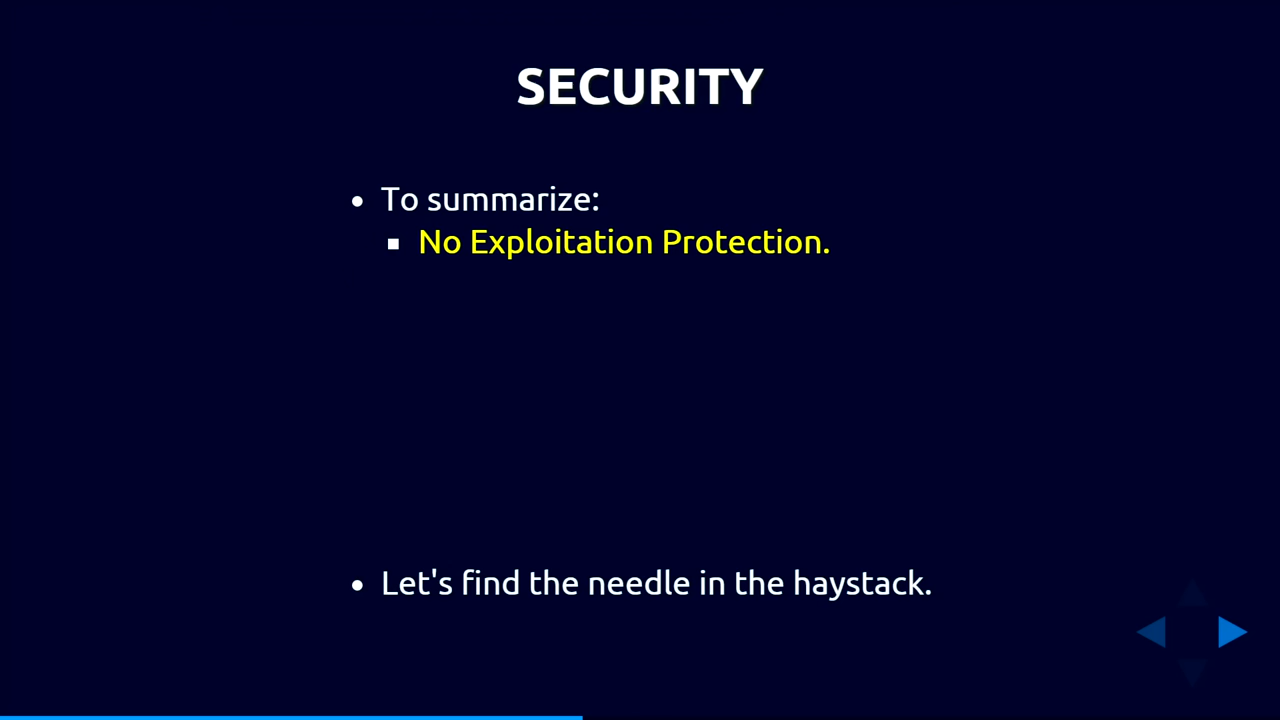 SECURITY
To summarize:
No Exploitation Protection.
Let's find the needle in the haystack.